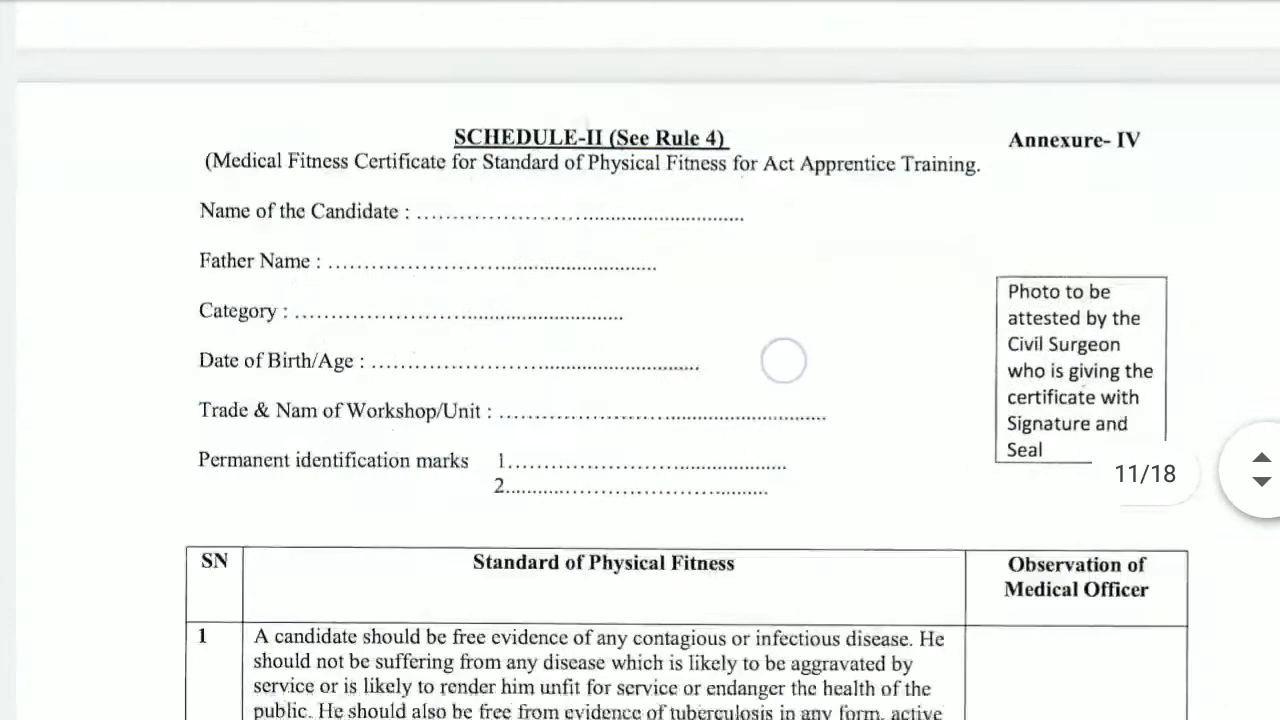 SCHEDULE-II (See Rule 4)
Annexure- IV
(Medical Fitness Certificate for Standard of Physical Fitness for Act Apprentice Training.
Name of the Candidate : ........................................................
Father Name : ........................................................
Category : ........................................................
Date of Birth/Age : ........................................................
Trade & Nam of Workshop/Unit : ........................................................
Permanent identification marks 1................................................
2.............................................
Photo to be
attested by the
Civil Surgeon
who is giving the
certificate with
Signature and
Seal
11/18
SN
Standard of Physical Fitness
Observation of
Medical Officer
1
A candidate should be free evidence of any contagious or infectious disease. He
should not be suffering from any disease which is likely to be aggravated by
service or is likely to render him unfit for service or endanger the health of the
public. He should also be free from evidence of tuberculosis in any form, active